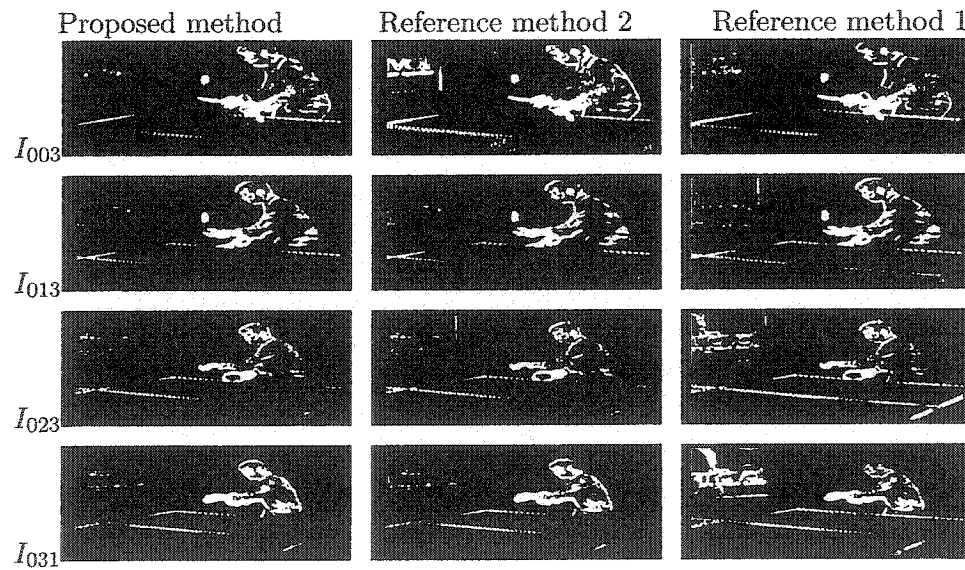 Proposed method Reference method 2 Reference method 1
I003
I013
I023
I031